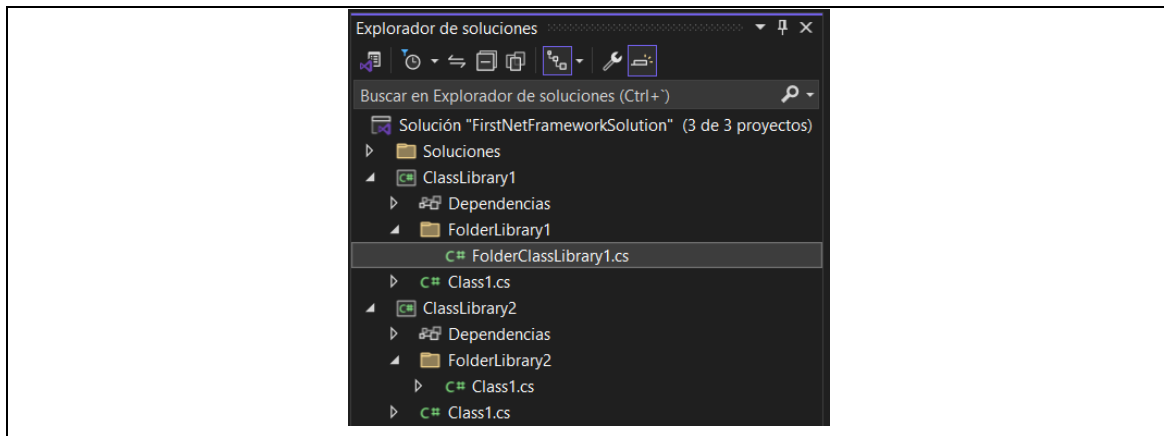 Explorador de soluciones
Buscar en Explorador de soluciones (Ctrl+`)
Solución "FirstNetFrameworkSolution" (3 de 3 proyectos)
Soluciones
C# ClassLibrary1
Dependencias
FolderLibrary1
C# FolderClassLibrary1.cs
C# Class1.cs
C# ClassLibrary2
Dependencias
FolderLibrary2
C# Class1.cs
C# Class1.cs